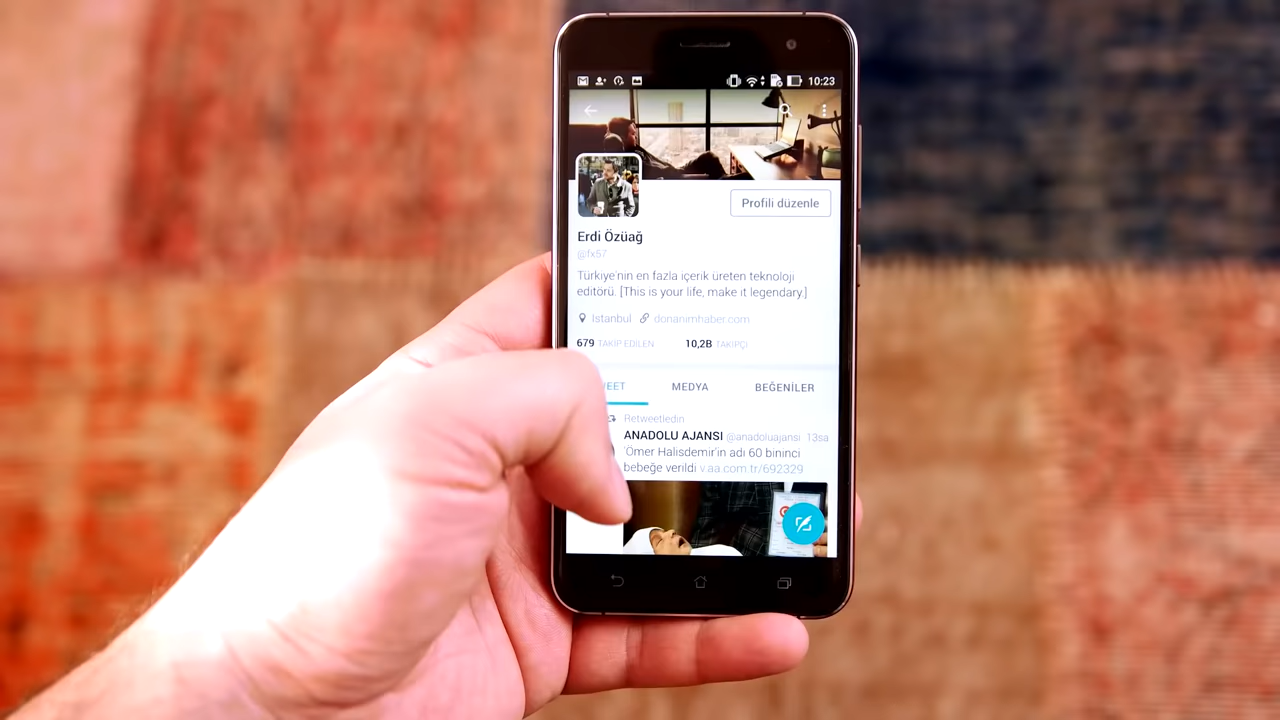 10:23
Profili düzenle
Erdi Özüağ
@fx57
Türkiye'nin en fazla içerik üreten teknoloji
editörü. [This is your life, make it legendary.]
İstanbul donanimhaber.com
679 TAKİP EDİLEN 10,2B TAKİPÇİ
EET MEDYA BEĞENİLER
Retweetledin
ANADOLU AJANSI @anadoluajansi 13sa
'Ömer Halisdemir'in adı 60 bininci
bebeğe verildi v.aa.com.tr/692329